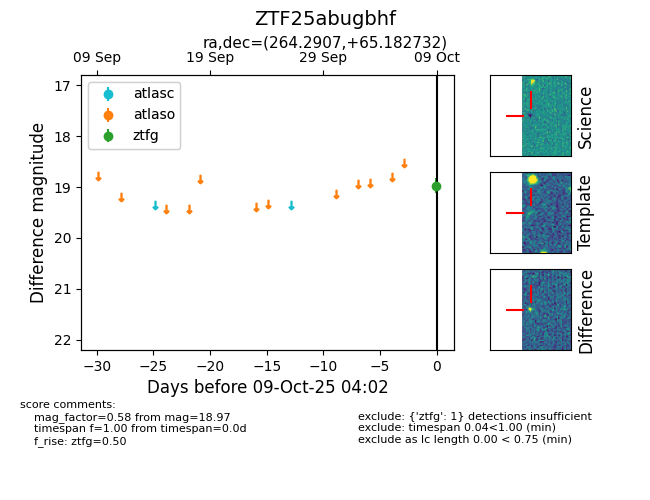 ZTF25abugbhf
ra,dec=(264.2907,+65.182732)
09 Sep 19 Sep 29 Sep 09 Oct
atlasc
atlaso
ztfg
17
18
19
20
21
22
Difference magnitude
−30 −25 −20 −15 −10 −5 0
Days before 09-Oct-25 04:02
Science
Template
Difference
score comments:
mag_factor=0.58 from mag=18.97
timespan f=1.00 from timespan=0.0d
f_rise: ztfg=0.50
exclude: {'ztfg': 1} detections insufficient
exclude: timespan 0.04<1.00 (min)
exclude as lc length 0.00 < 0.75 (min)